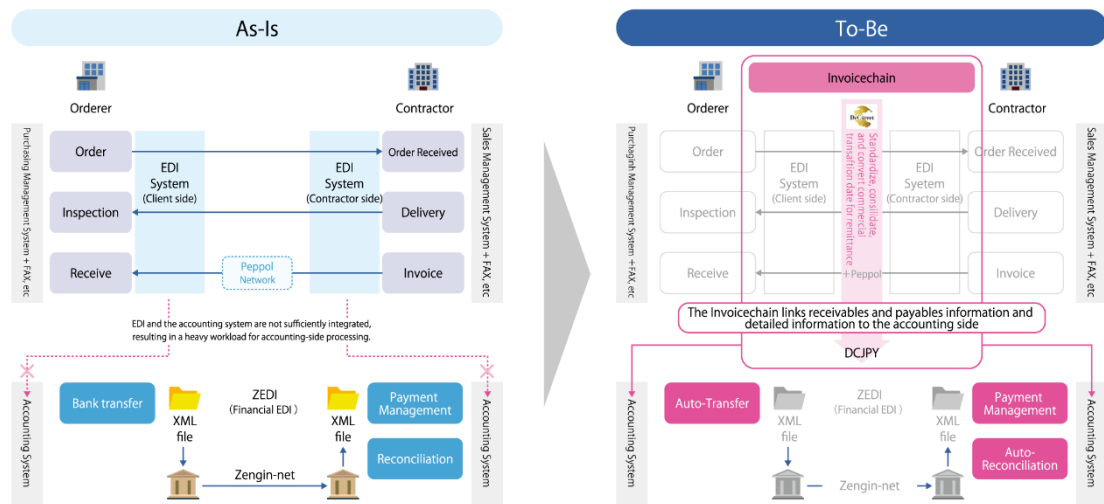 As-Is
Orderer
Contractor
Purchasing Management System + FAX, etc
Sales Management System + FAX, etc
Order
EDI
System
(Client side)
EDI
System
(Contractor side)
Order Received
Inspection
Delivery
Receive
Peppol
Network
Invoice
EDI and the accounting system are not sufficiently integrated,
resulting in a heavy workload for accounting-side processing.
Accounting System
Bank transfer
XML
file
ZEDI
(Financial EDI)
XML
file
Payment
Management
Reconciliation
Zengin-net
Accounting System
To-Be
Invoicechain
Orderer
Contractor
Purchaginh Management System + FAX, etc
Sales Management System + FAX, etc
Order
EDI
System
(Client side)
Standardize, consilidate,
and convert commercial
transaftion date for remittance
+Peppol
EDI
System
(Contractor side)
Order Received
Inspection
Delivery
Receive
Invoice
The Invoicechain links receivables and payables information and
detailed information to the accounting side
DCJPY
Accounting System
Auto-Transfer
XML
file
ZEDI
(Financial EDI )
XML
file
Payment
Management
Auto-
Reconciliation
Zengin-net
Accounting System